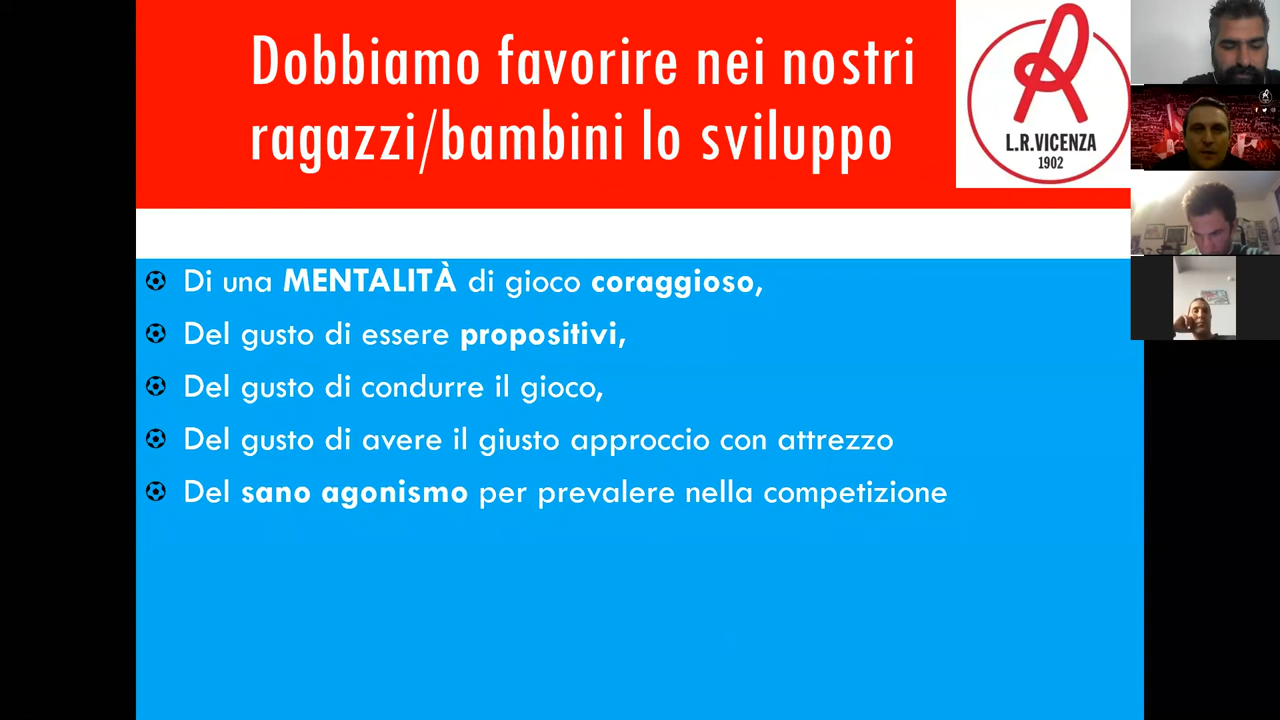 Dobbiamo favorire nei nostri
ragazzi/bambini lo sviluppo
L.R.VICENZA
1902
Di una MENTALITÀ di gioco coraggioso,
Del gusto di essere propositivi,
Del gusto di condurre il gioco,
Del gusto di avere il giusto approccio con attrezzo
Del sano agonismo per prevalere nella competizione